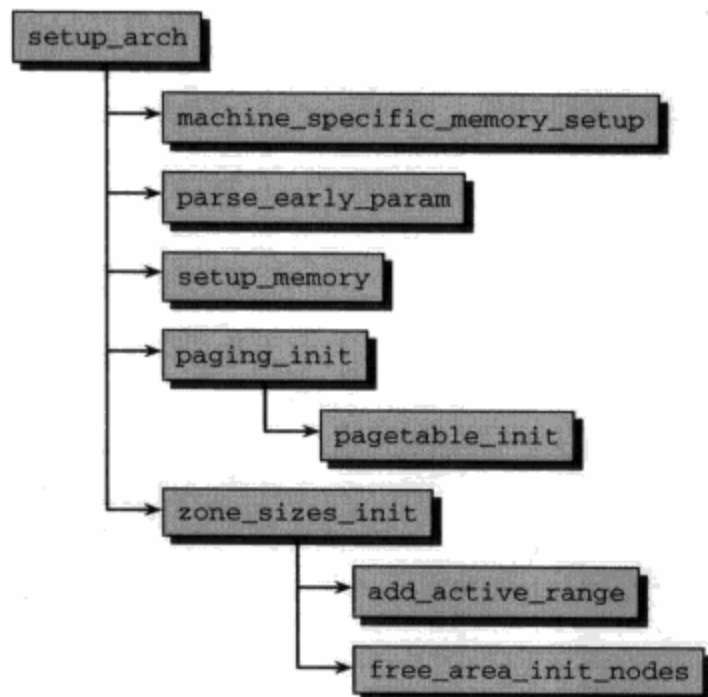 setup_arch
machine_specific_memory_setup
parse_early_param
setup_memory
paging_init
pagetable_init
zone_sizes_init
add_active_range
free_area_init_nodes